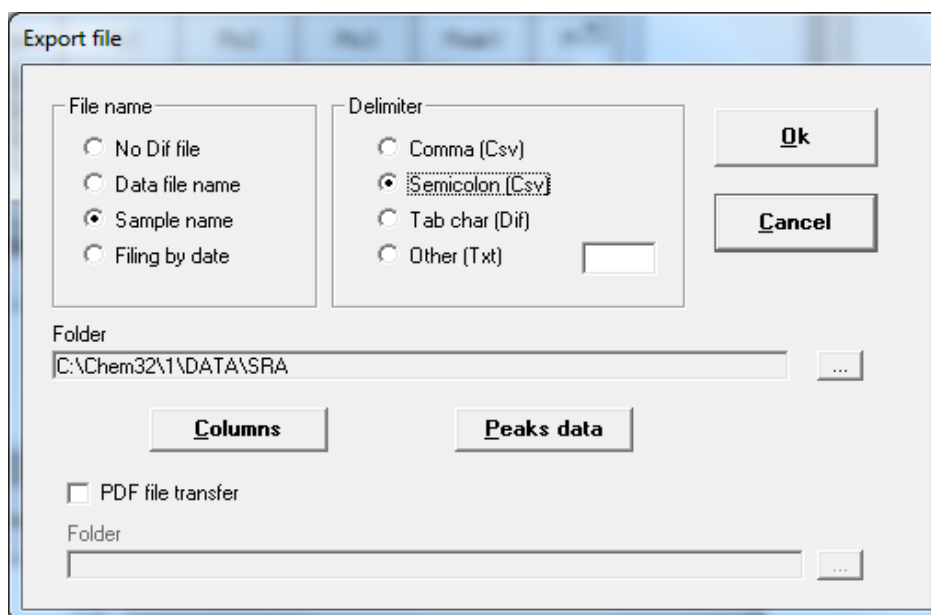 Export file
File name
No Dif file
Data file name
Sample name
Filing by date
Delimiter
Comma (Csv)
Semicolon (Csv)
Tab char (Dif)
Other (Txt)
Ok
Cancel
Folder
C:\Chem32\1\DATA\SRA
...
Columns
Peaks data
PDF file transfer
Folder
...